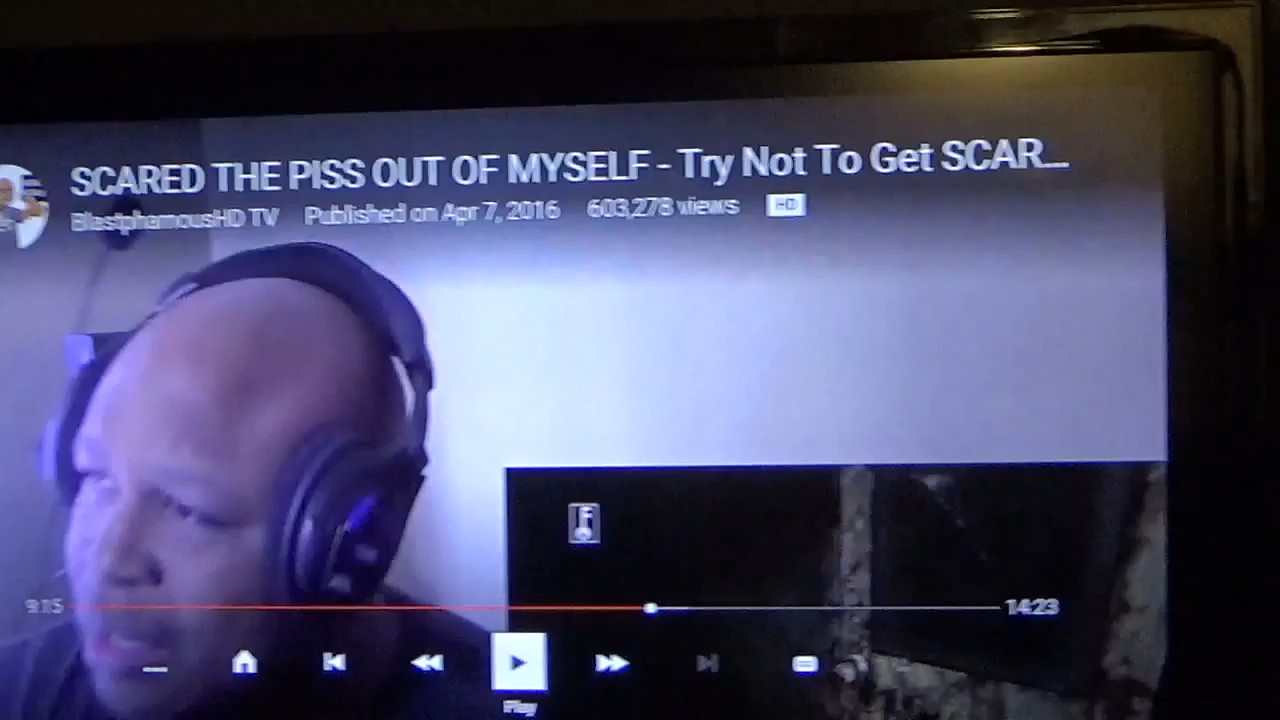 SCARED THE PISS OUT OF MYSELF - Try Not To Get SCAR...
BlastphamousHD TV Published on Apr 7, 2016 603,278 views HD
9:15 14:23
Play